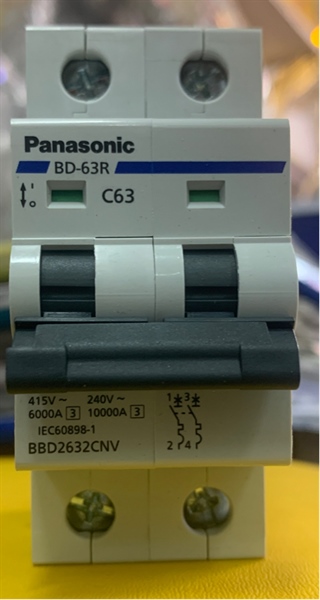 Panasonic
BD-63R
I
O
C63
415V ~ 240V ~
6000A 3 10000A 3
IEC60898-1
BBD2632CNV
1 3
2 4